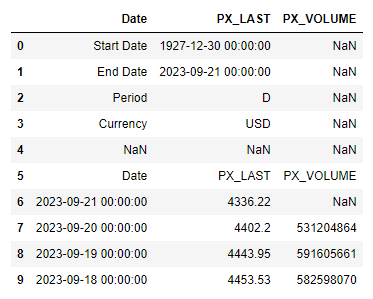 Date PX_LAST PX_VOLUME
0 Start Date 1927-12-30 00:00:00 NaN
1 End Date 2023-09-21 00:00:00 NaN
2 Period D NaN
3 Currency USD NaN
4 NaN NaN NaN
5 Date PX_LAST PX_VOLUME
6 2023-09-21 00:00:00 4336.22 NaN
7 2023-09-20 00:00:00 4402.2 531204864
8 2023-09-19 00:00:00 4443.95 591605661
9 2023-09-18 00:00:00 4453.53 582598070